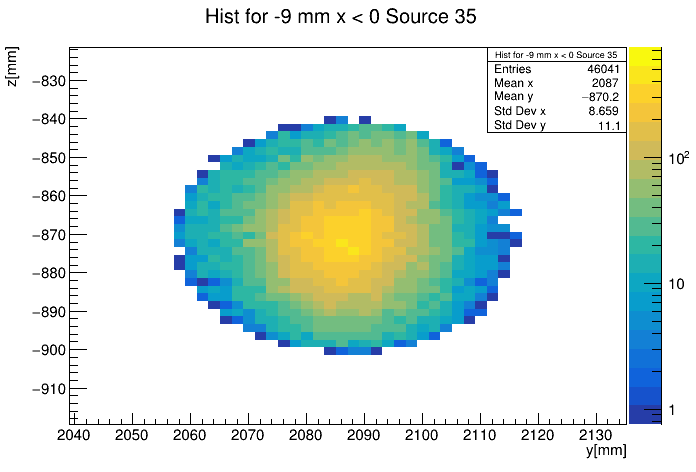 Hist for -9 mm x < 0 Source 35
z[mm]
Hist for -9 mm x < 0 Source 35
Entries 46041
Mean x 2087
Mean y −870.2
Std Dev x 8.659
Std Dev y 11.1
−830
−840
−850
−860
−870
−880
−890
−900
−910
10²
10
1
2040 2050 2060 2070 2080 2090 2100 2110 2120 2130
y[mm]